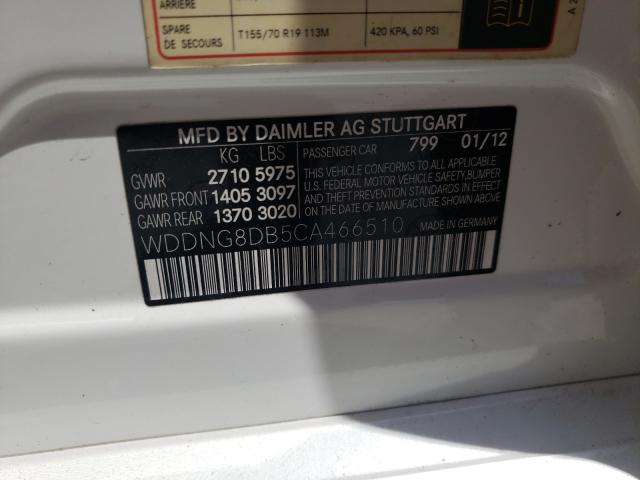 ARRIÈRE
SPARE DE SECOURS T155/70 R19 113M 420 KPA, 60 PSI
A 2
MFD BY DAIMLER AG STUTTGART
KG LBS PASSENGER CAR 799 01/12
GVWR 2710 5975
GAWR FRONT 1405 3097
GAWR REAR 1370 3020
THIS VEHICLE CONFORMS TO ALL APPLICABLE
U.S. FEDERAL MOTOR VEHICLE SAFETY,BUMPER
AND THEFT PREVENTION STANDARDS IN EFFECT
ON THE DATE OF MANUFACTURE SHOWN ABOVE
WDDNG8DB5CA466510
MADE IN GERMANY